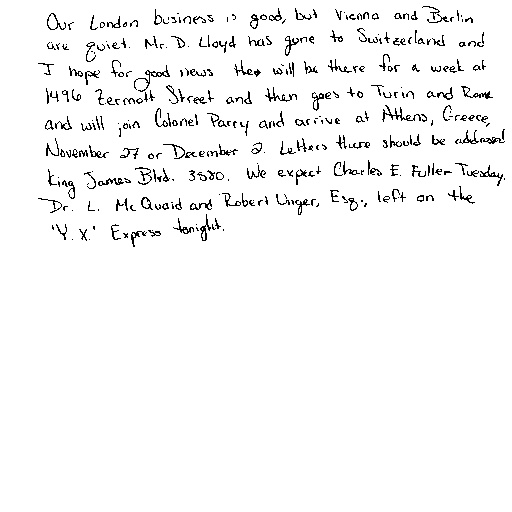 Our London business is good, but Vienna and Berlin
are quiet. Mr. D. Lloyd has gone to Switzerland and
I hope for good news. He will be there for a week at
1496 Zermott Street and then goes to Turin and Rome
and will join Colonel Parry and arrive at Athens, Greece,
November 27 or December 2. Letters there should be addressed
King James Blvd. 3580. We expect Charles E. Fuller Tuesday.
Dr. L. McQuaid and Robert Unger, Esq., left on the
'Y.X.' Express tonight.